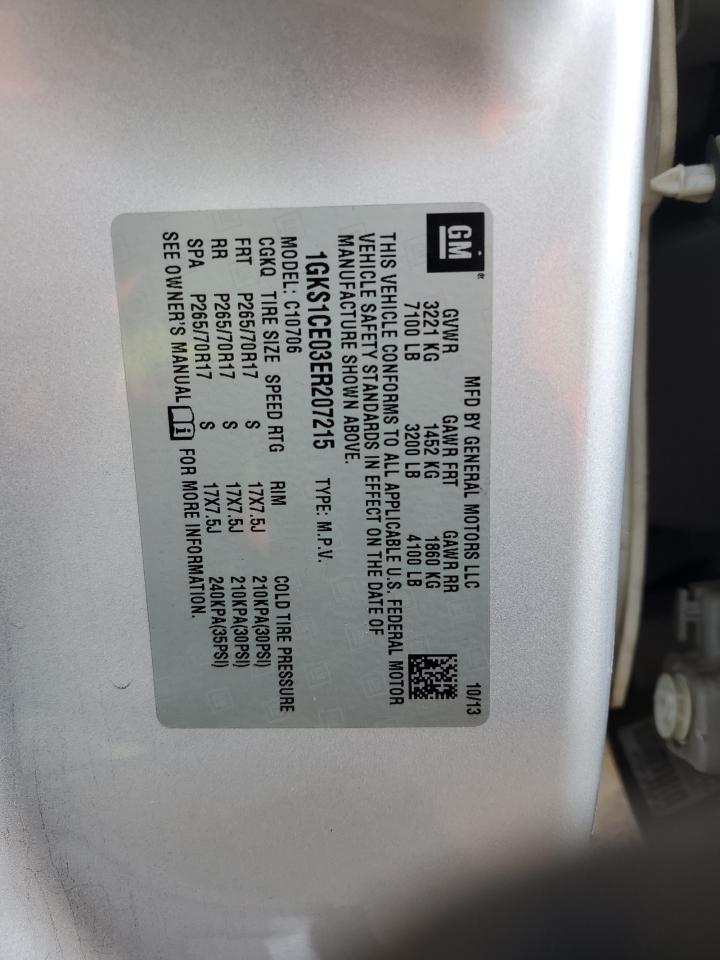 GM®
MFD BY GENERAL MOTORS LLC 10/13
GVWR GAWR FRT GAWR RR
3221 KG 1452 KG 1860 KG
7100 LB 3200 LB 4100 LB
THIS VEHICLE CONFORMS TO ALL APPLICABLE U.S. FEDERAL MOTOR
VEHICLE SAFETY STANDARDS IN EFFECT ON THE DATE OF
MANUFACTURE SHOWN ABOVE.
1GKS1CE03ER207215 TYPE: M.P.V.
MODEL: C10706
CGKQ TIRE SIZE SPEED RTG RIM COLD TIRE PRESSURE
FRT P265/70R17 S 17X7.5J 210KPA(30PSI)
RR P265/70R17 S 17X7.5J 210KPA(30PSI)
SPA P265/70R17 S 17X7.5J 240KPA(35PSI)
SEE OWNER'S MANUAL i FOR MORE INFORMATION.